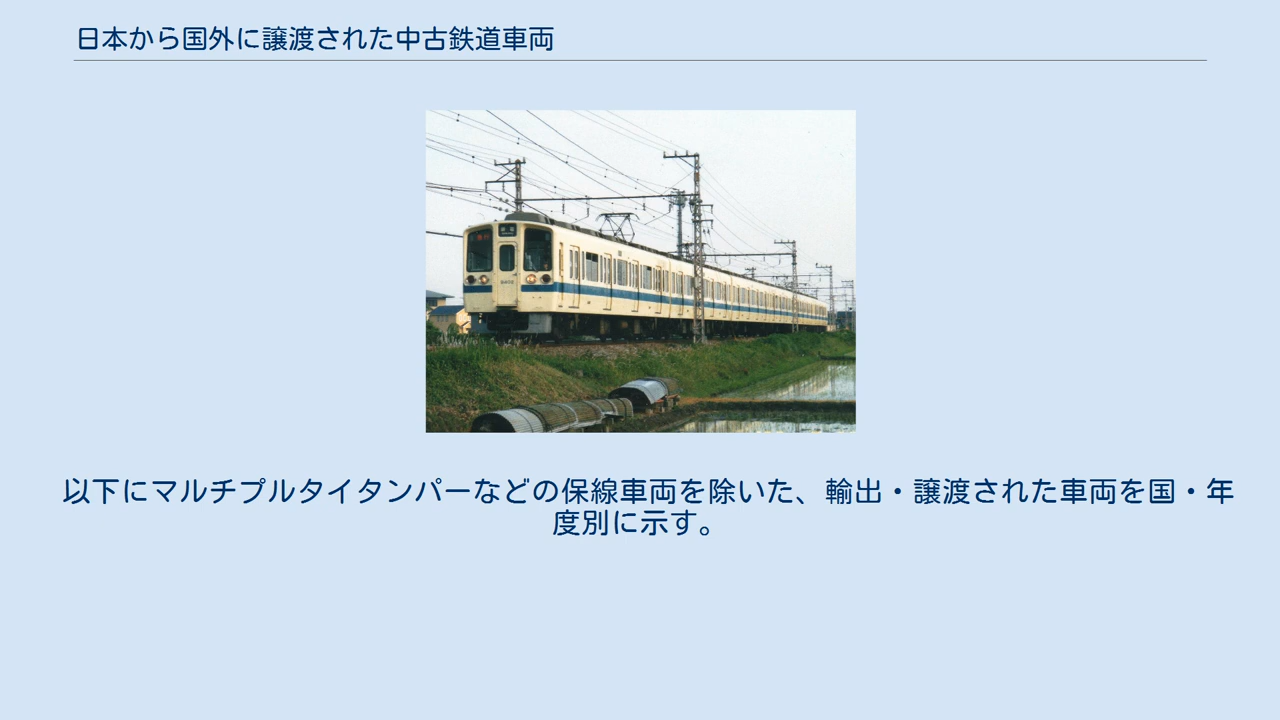 日本から国外に譲渡された中古鉄道車両
以下にマルチプルタイタンパーなどの保線車両を除いた、輸出・譲渡された車両を国・年
度別に示す。